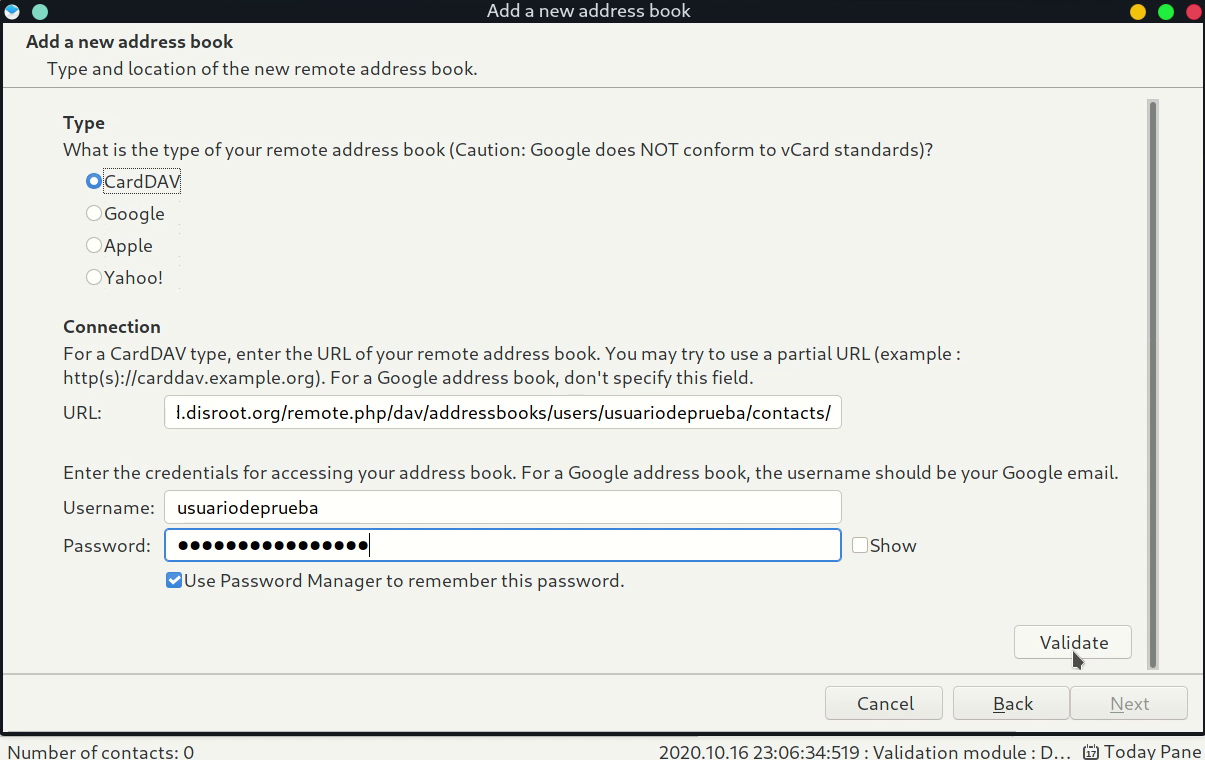 Add a new address book
Add a new address book
Type and location of the new remote address book.
Type
What is the type of your remote address book (Caution: Google does NOT conform to vCard standards)?
CardDAV
Google
Apple
Yahoo!
Connection
For a CardDAV type, enter the URL of your remote address book. You may try to use a partial URL (example :
http(s)://carddav.example.org). For a Google address book, don't specify this field.
URL: .disroot.org/remote.php/dav/addressbooks/users/usuariodeprueba/contacts/
Enter the credentials for accessing your address book. For a Google address book, the username should be your Google email.
Username: usuariodeprueba
Password: ●●●●●●●●●●●●●●●● Show
Use Password Manager to remember this password.
Validate
Cancel Back Next
Number of contacts: 0 2020.10.16 23:06:34:519 : Validation module : D... 17 Today Pane